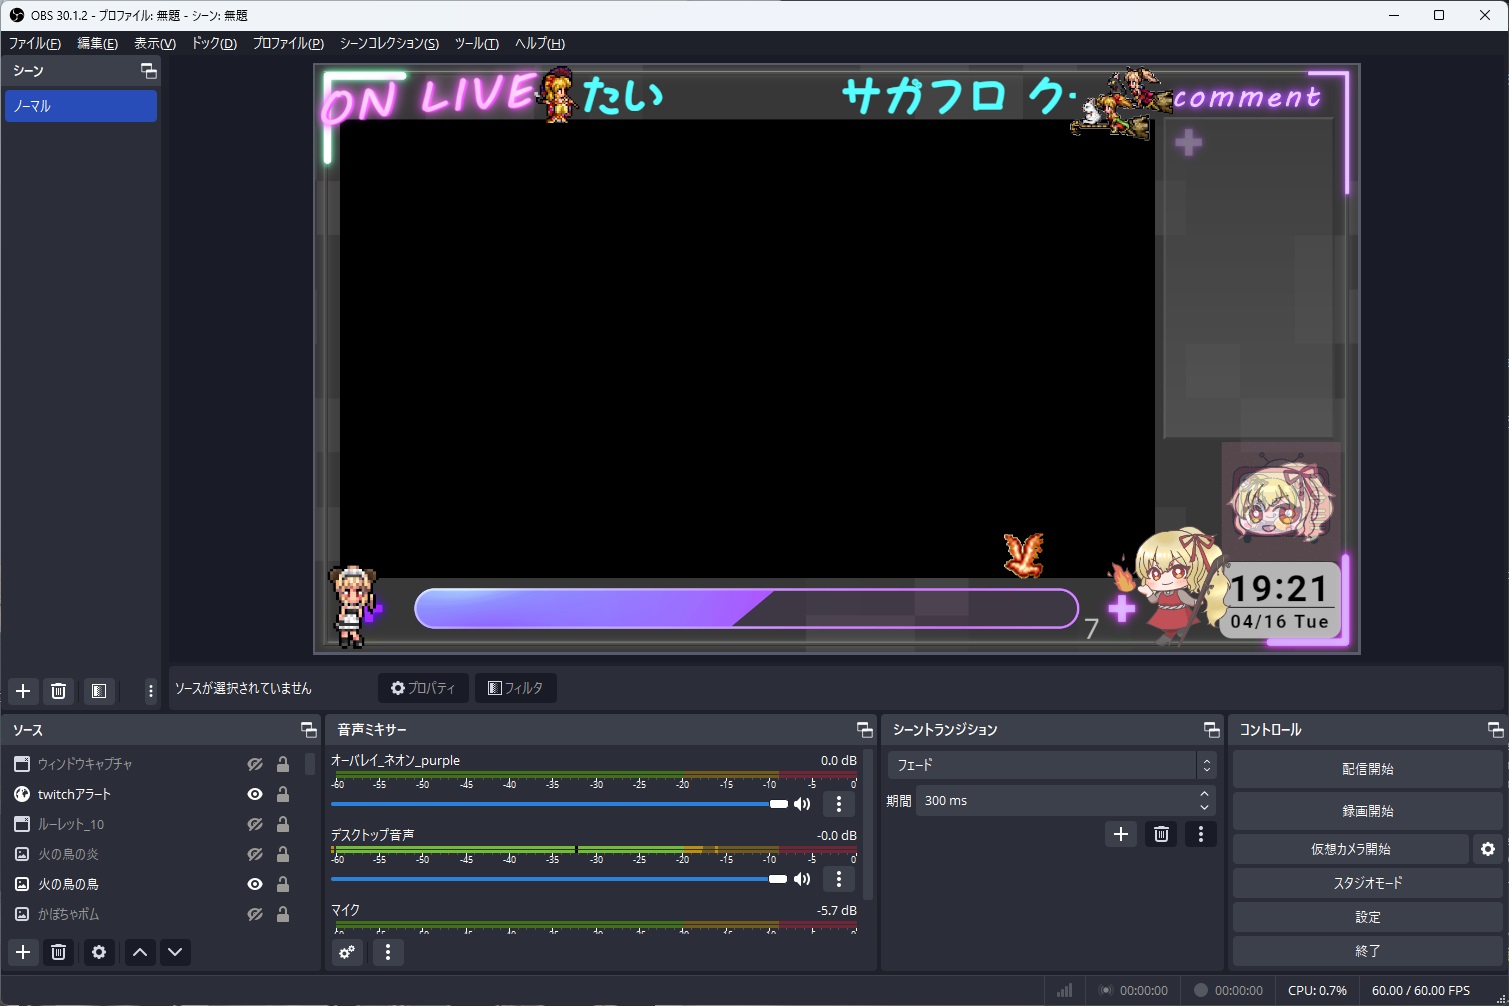 OBS 30.1.2 - プロファイル: 無題 - シーン: 無題
ファイル(F) 編集(E) 表示(V) ドック(D) プロファイル(P) シーンコレクション(S) ツール(T) ヘルプ(H)
シーン
ノーマル
ON LIVE たい サガフロ ク・ comment
7
19:21
04/16 Tue
ソースが選択されていません プロパティ フィルタ
ソース
ウィンドウキャプチャ
twitchアラート
ルーレット_10
火の鳥の炎
火の鳥の鳥
かぼちゃボム
音声ミキサー
オーバレイ_ネオン_purple 0.0 dB
-60 -55 -50 -45 -40 -35 -30 -25 -20 -15 -10 -5 0
デスクトップ音声 -0.0 dB
-60 -55 -50 -45 -40 -35 -30 -25 -20 -15 -10 -5 0
マイク -5.7 dB
シーントランジション
フェード
期間 300 ms
コントロール
配信開始
録画開始
仮想カメラ開始
スタジオモード
設定
終了
00:00:00 00:00:00 CPU: 0.7% 60.00 / 60.00 FPS